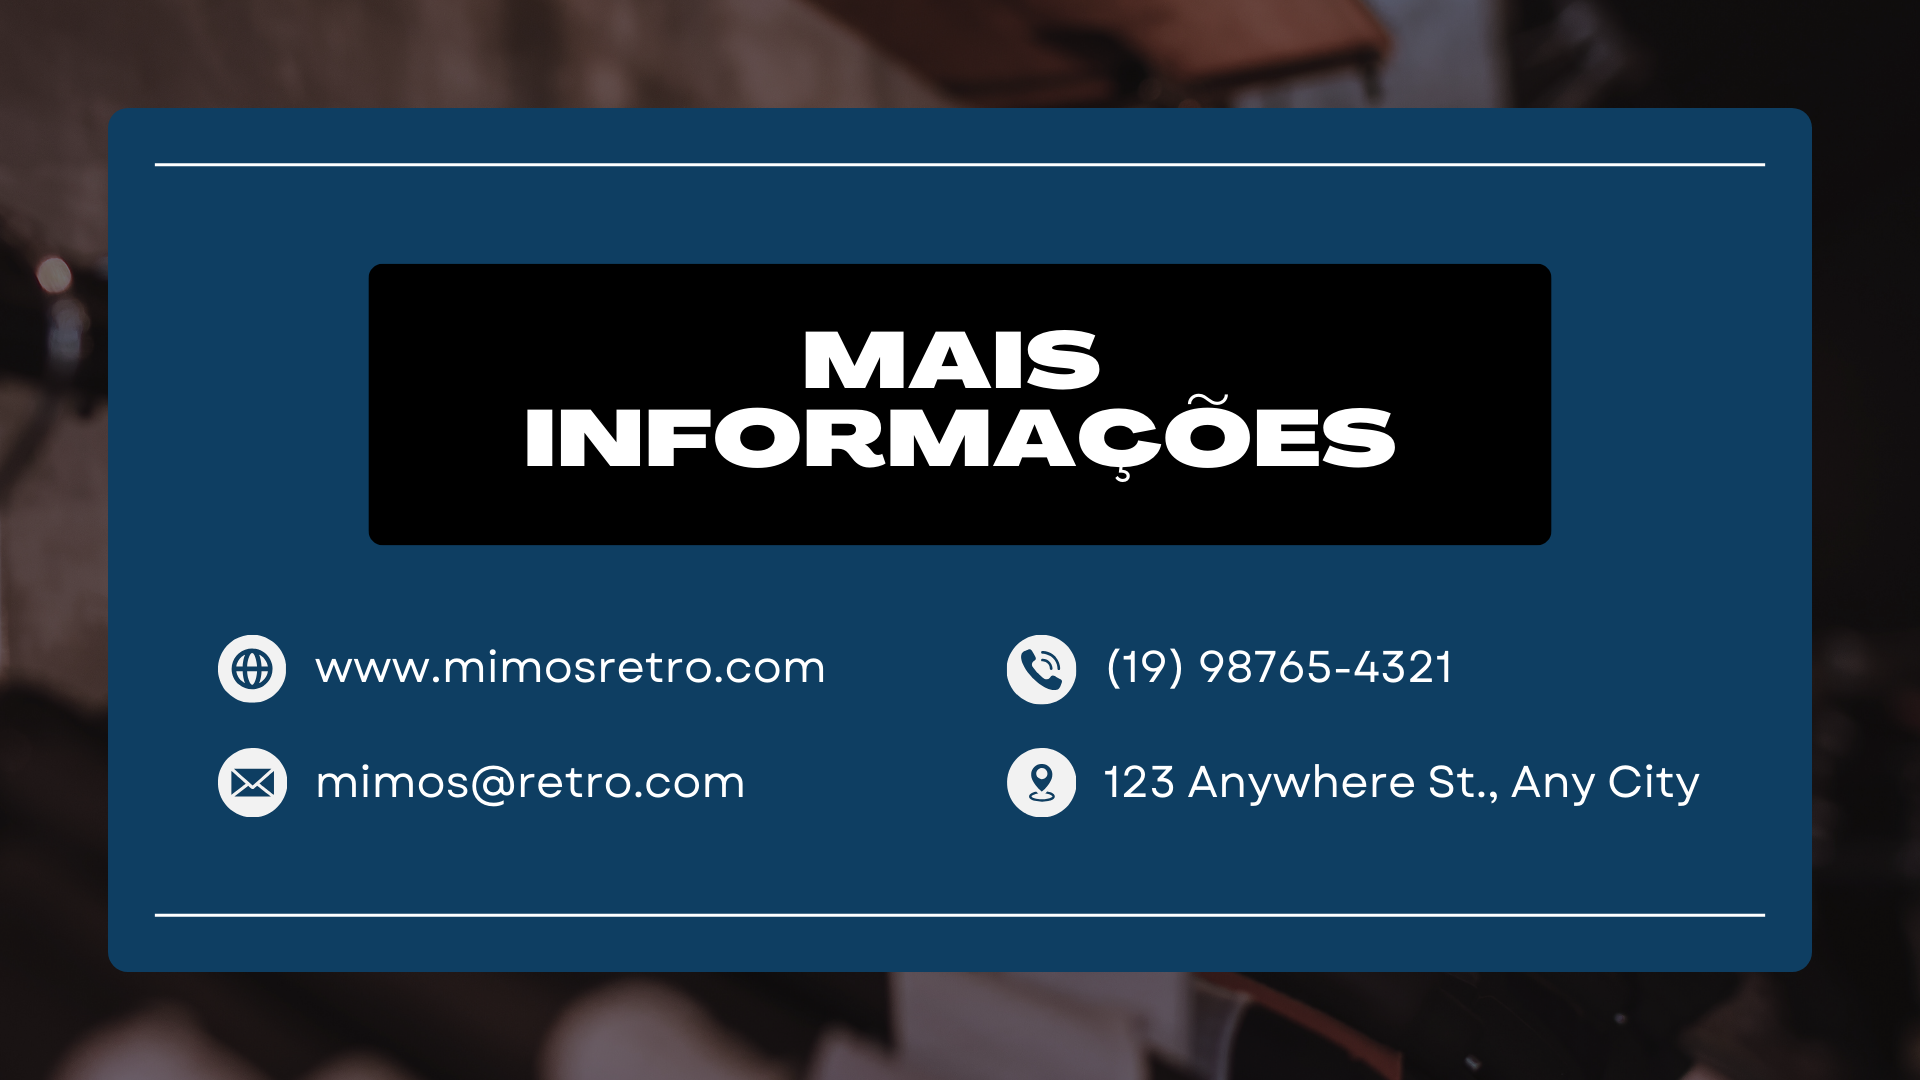 MAIS
INFORMAÇÕES
www.mimosretro.com
(19) 98765-4321
mimos@retro.com
123 Anywhere St., Any City